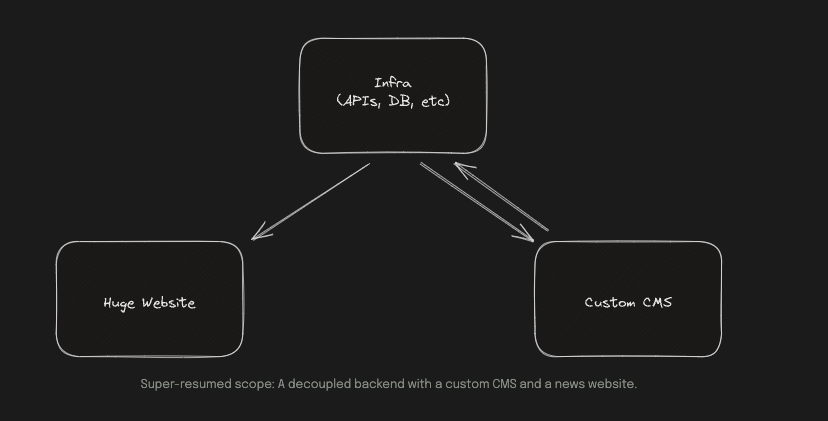 Infra
(APIs, DB, etc)
Huge Website
Custom CMS
Super-resumed scope: A decoupled backend with a custom CMS and a news website.